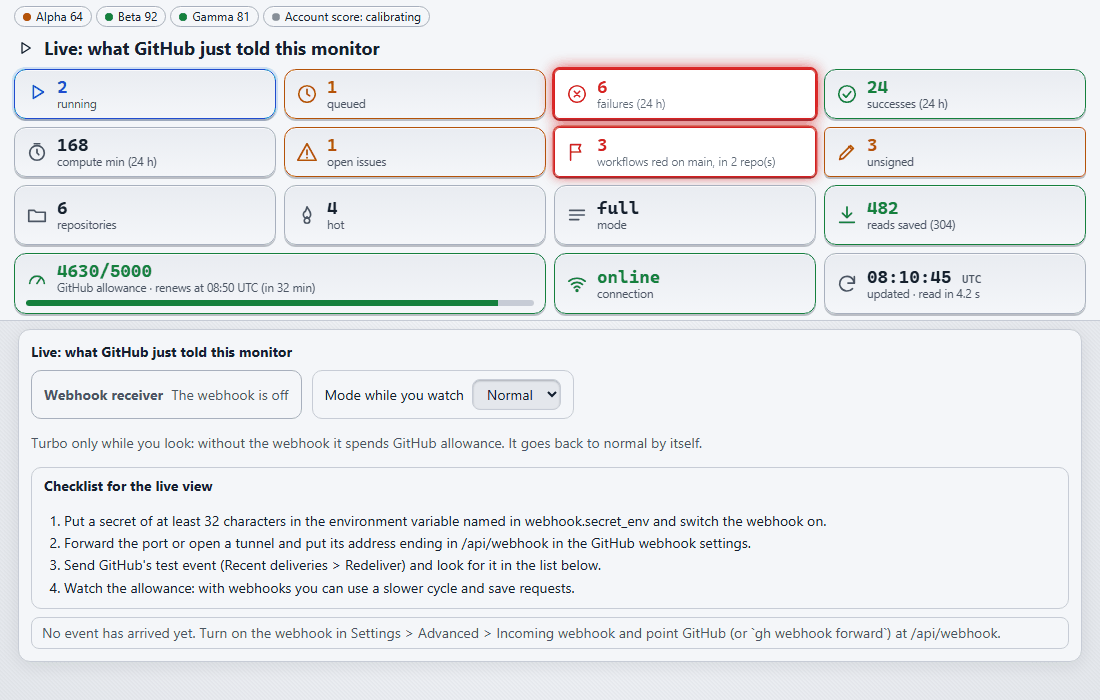 Alpha 64 Beta 92 Gamma 81 Account score: calibrating
Live: what GitHub just told this monitor
2
running
1
queued
6
failures (24 h)
24
successes (24 h)
168
compute min (24 h)
1
open issues
3
workflows red on main, in 2 repo(s)
3
unsigned
6
repositories
4
hot
full
mode
482
reads saved (304)
4630/5000
GitHub allowance · renews at 08:50 UTC (in 32 min)
online
connection
08:10:45 UTC
updated · read in 4.2 s
Live: what GitHub just told this monitor
Webhook receiver The webhook is off
Mode while you watch Normal
Turbo only while you look: without the webhook it spends GitHub allowance. It goes back to normal by itself.
Checklist for the live view
1. Put a secret of at least 32 characters in the environment variable named in webhook.secret_env and switch the webhook on.
2. Forward the port or open a tunnel and put its address ending in /api/webhook in the GitHub webhook settings.
3. Send GitHub's test event (Recent deliveries > Redeliver) and look for it in the list below.
4. Watch the allowance: with webhooks you can use a slower cycle and save requests.
No event has arrived yet. Turn on the webhook in Settings > Advanced > Incoming webhook and point GitHub (or `gh webhook forward`) at /api/webhook.